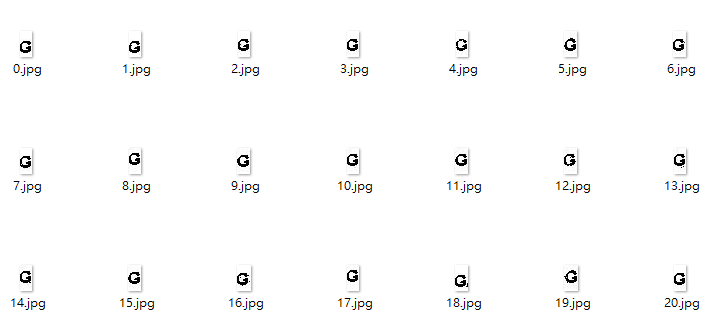 G G G G G G G
0.jpg 1.jpg 2.jpg 3.jpg 4.jpg 5.jpg 6.jpg
G G G G G G G
7.jpg 8.jpg 9.jpg 10.jpg 11.jpg 12.jpg 13.jpg
G G G G G G G
14.jpg 15.jpg 16.jpg 17.jpg 18.jpg 19.jpg 20.jpg